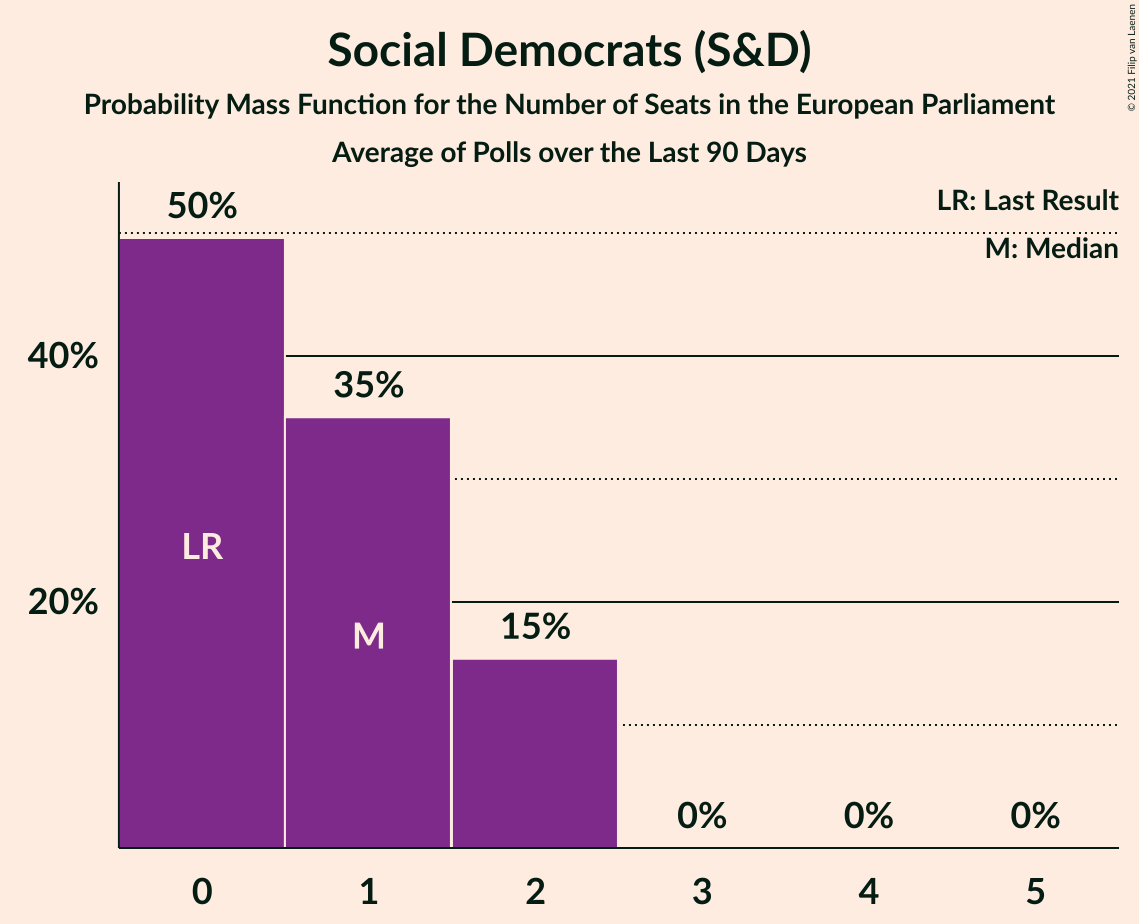 Social Democrats (S&D)
Probability Mass Function for the Number of Seats in the European Parliament
Average of Polls over the Last 90 Days
© 2021 Filip van Laenen
LR: Last Result
M: Median
50%
40%
35%
LR
20%
M
15%
0%
0%
0%
0
1
2
3
4
5